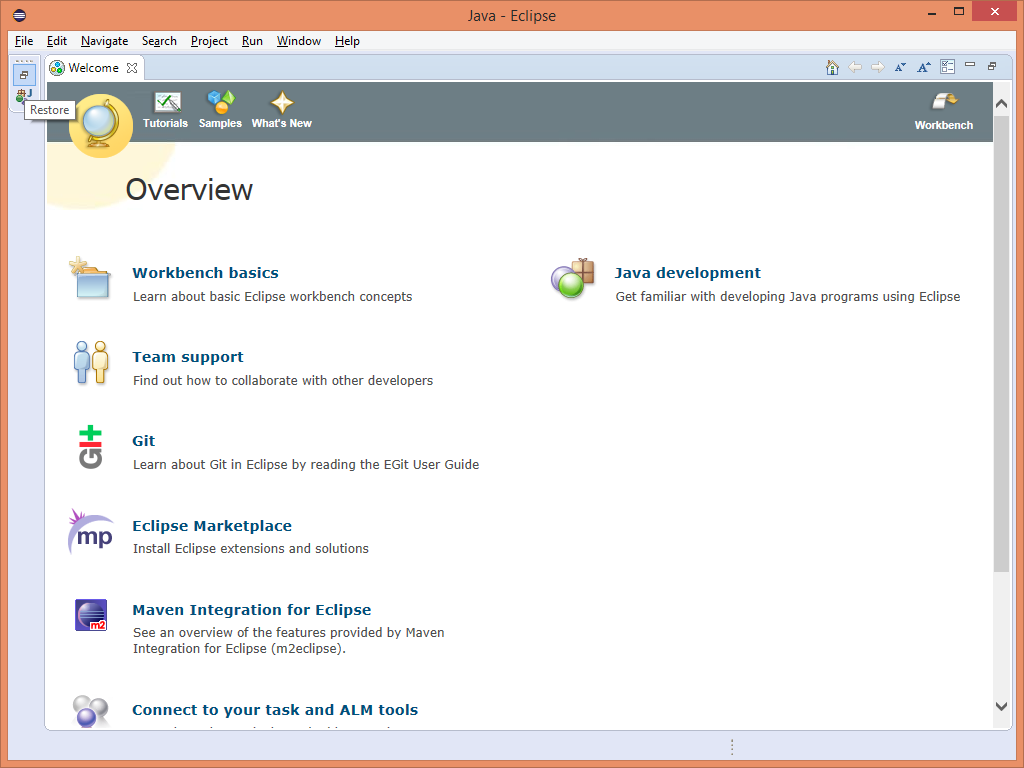 Java - Eclipse
File Edit Navigate Search Project Run Window Help
Welcome
Restore
Tutorials Samples What's New Workbench
Overview
Workbench basics
Learn about basic Eclipse workbench concepts
Java development
Get familiar with developing Java programs using Eclipse
Team support
Find out how to collaborate with other developers
Git
Git
Learn about Git in Eclipse by reading the EGit User Guide
mp
Eclipse Marketplace
Install Eclipse extensions and solutions
m2
Maven Integration for Eclipse
See an overview of the features provided by Maven
Integration for Eclipse (m2eclipse).
Connect to your task and ALM tools